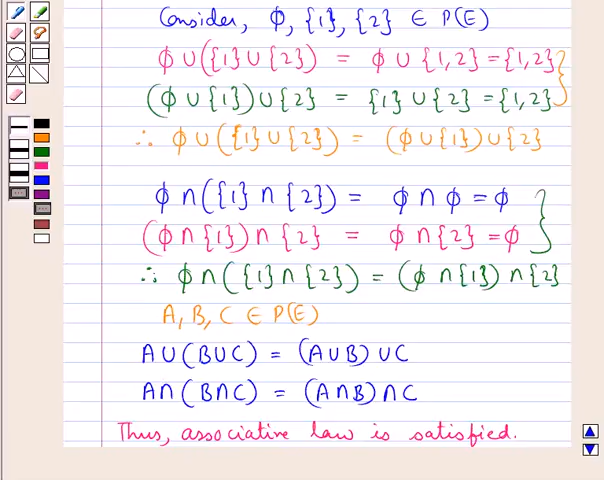 Consider, ϕ, {1}, {2} ∈ P(E)
ϕ ∪ ({1} ∪ {2}) = ϕ ∪ {1,2} = {1,2}
(ϕ ∪ {1}) ∪ {2} = {1} ∪ {2} = {1,2}
∴ ϕ ∪ ({1} ∪ {2}) = (ϕ ∪ {1}) ∪ {2}
ϕ ∩ ({1} ∩ {2}) = ϕ ∩ ϕ = ϕ
(ϕ ∩ {1}) ∩ {2} = ϕ ∩ {2} = ϕ
∴ ϕ ∩ ({1} ∩ {2}) = (ϕ ∩ {1}) ∩ {2}
A, B, C ∈ P(E)
A ∪ (B ∪ C) = (A ∪ B) ∪ C
A ∩ (B ∩ C) = (A ∩ B) ∩ C
Thus, associative law is satisfied.